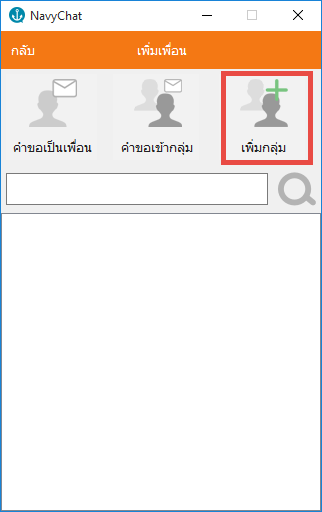 NavyChat
กลับ
เพิ่มเพื่อน
คำขอเป็นเพื่อน
คำขอเข้ากลุ่ม
เพิ่มกลุ่ม